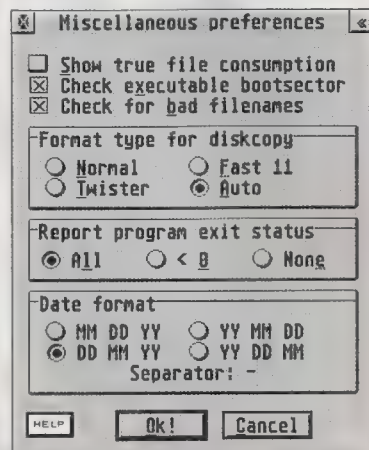 Miscellaneous preferences
Show true file consumption
Check executable bootsector
Check for bad filenames
Format type for diskcopy
Normal Fast 11
Twister Auto
Report program exit status
All < 0 None
Date format
MM DD YY YY MM DD
DD MM YY YY DD MM
Separator: -
HELP Ok! Cancel